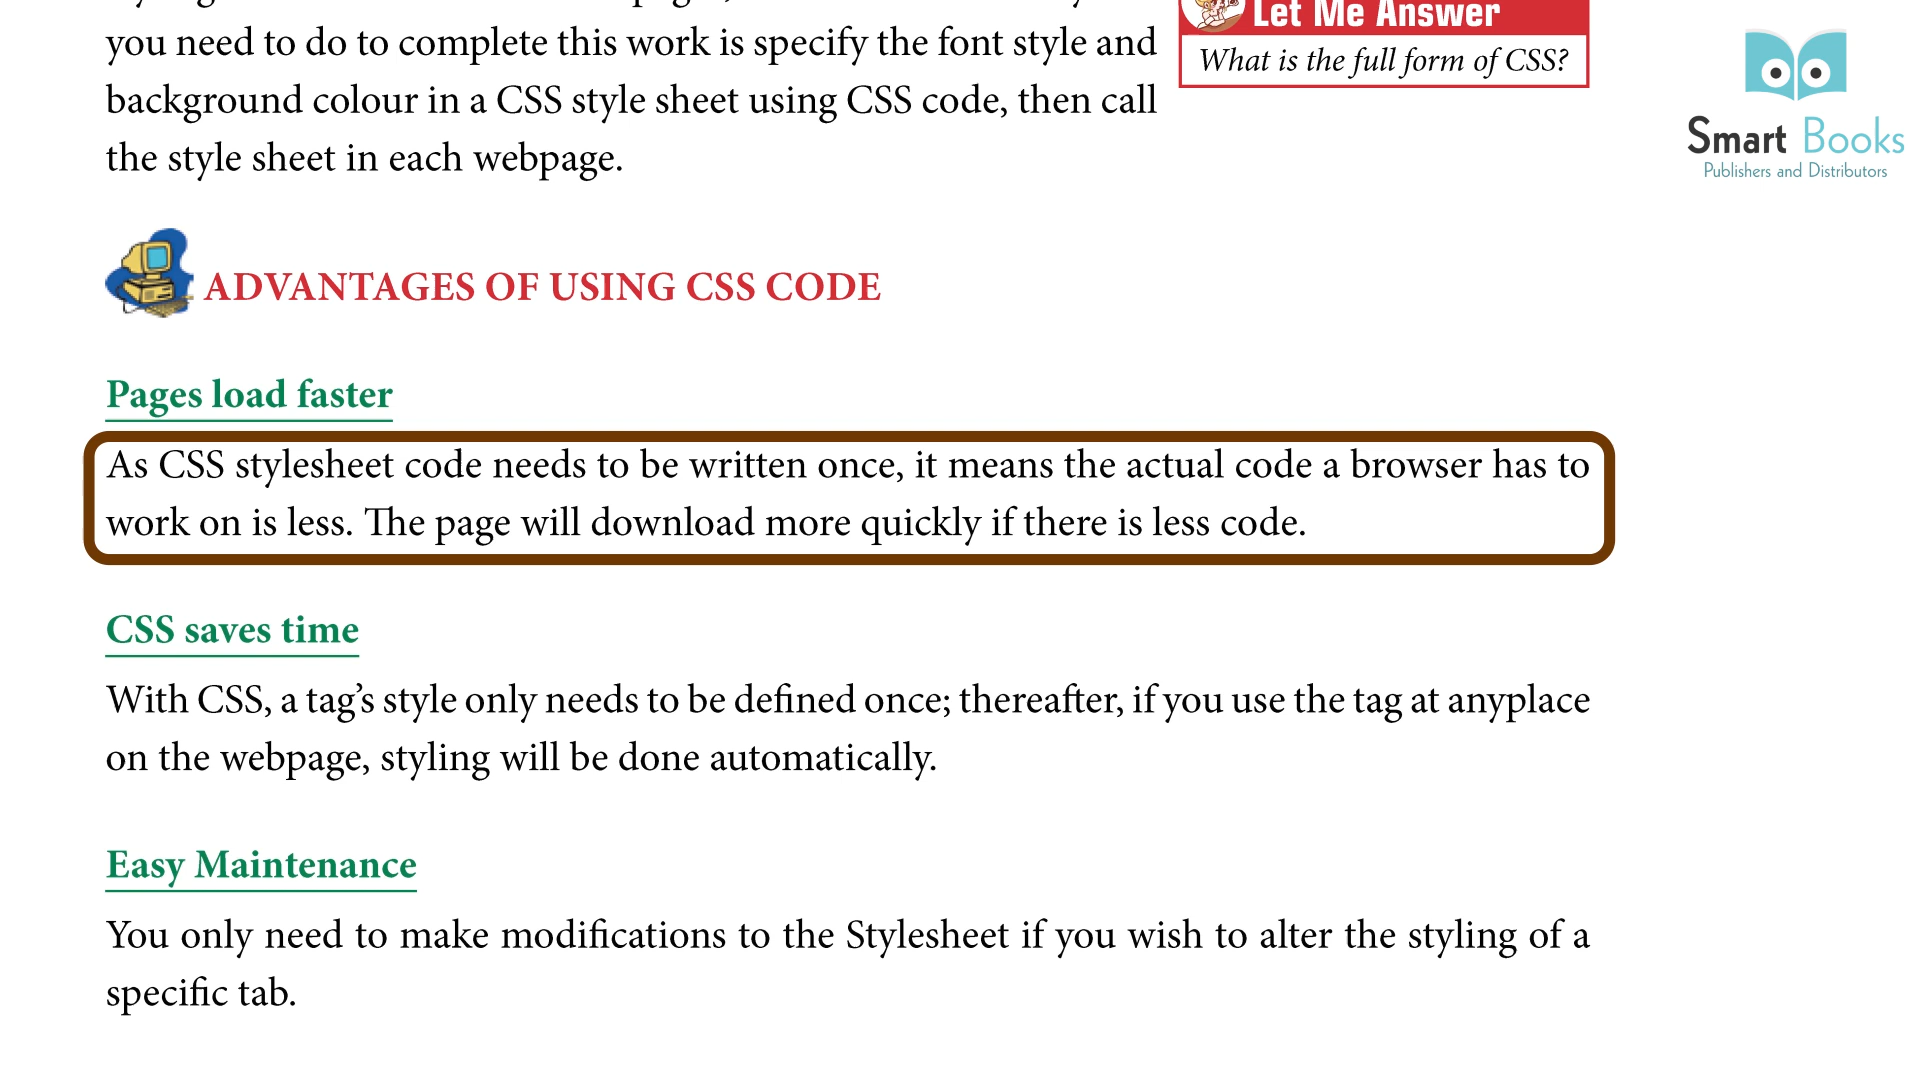 Let Me Answer
you need to do to complete this work is specify the font style and
What is the full form of CSS?
background colour in a CSS style sheet using CSS code, then call
the style sheet in each webpage.
Smart Books
Publishers and Distributors
ADVANTAGES OF USING CSS CODE
Pages load faster
As CSS stylesheet code needs to be written once, it means the actual code a browser has to
work on is less. The page will download more quickly if there is less code.
CSS saves time
With CSS, a tag’s style only needs to be defined once; thereafter, if you use the tag at anyplace
on the webpage, styling will be done automatically.
Easy Maintenance
You only need to make modifications to the Stylesheet if you wish to alter the styling of a
specific tab.